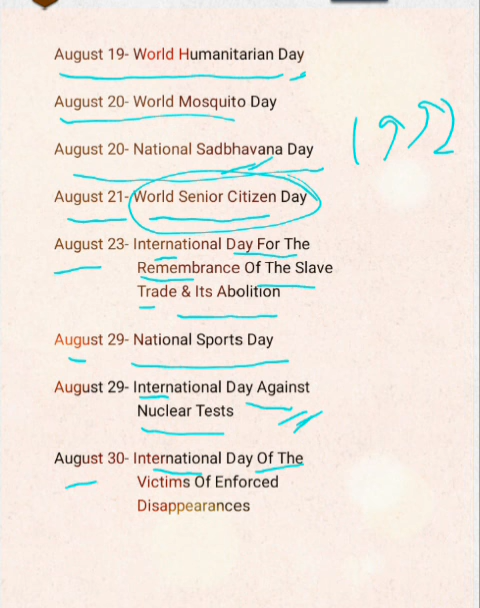 August 19- World Humanitarian Day
August 20- World Mosquito Day
August 20- National Sadbhavana Day
August 21- World Senior Citizen Day
August 23- International Day For The
Remembrance Of The Slave
Trade & Its Abolition
August 29- National Sports Day
August 29- International Day Against
Nuclear Tests
August 30- International Day Of The
Victims Of Enforced
Disappearances